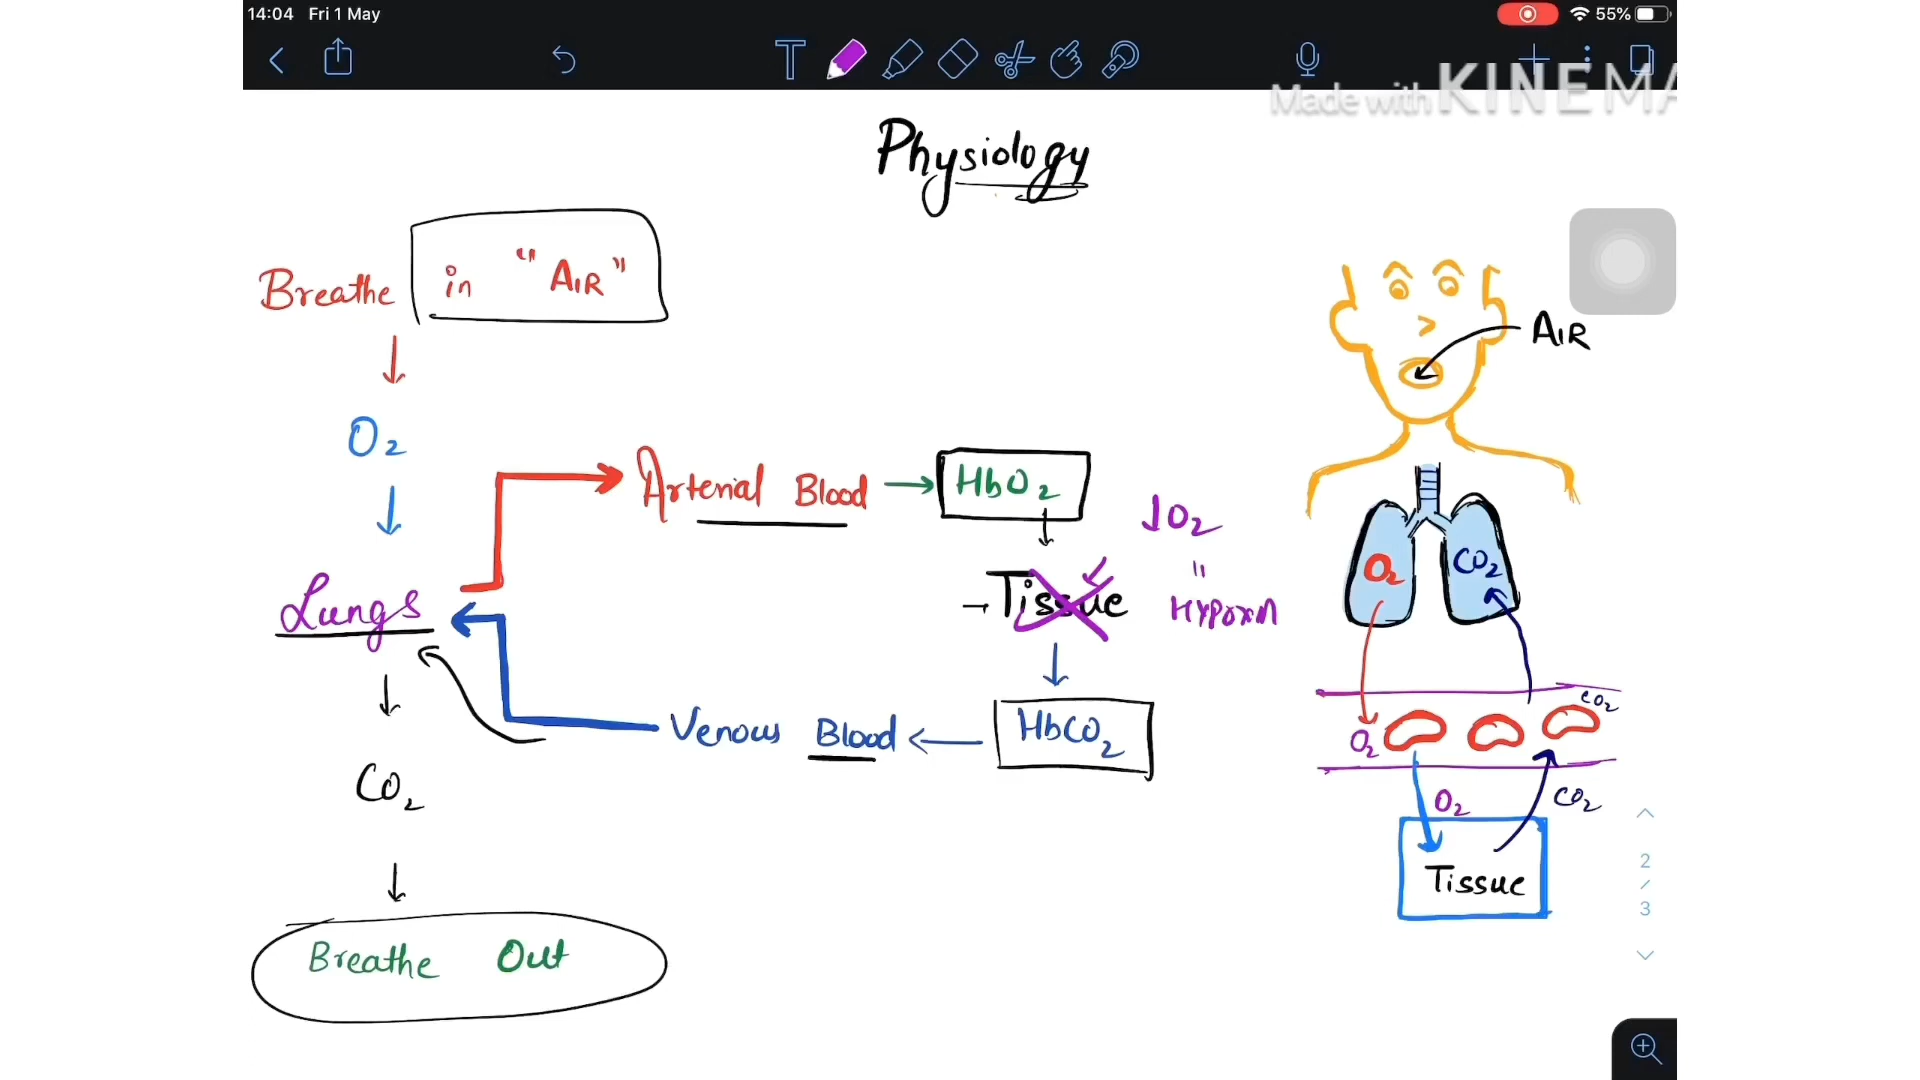 14:04 Fri 1 May
55%
Made with KINEMA
Physiology
Breathe in "AIR"
AIR
O2
Arterial Blood → HbO2
↓O2
"
O2
CO2
Lungs
Tissue
Venous Blood ← HbCO2
CO2
O2
CO2
O2
CO2
Tissue
2
/
3
Breathe Out